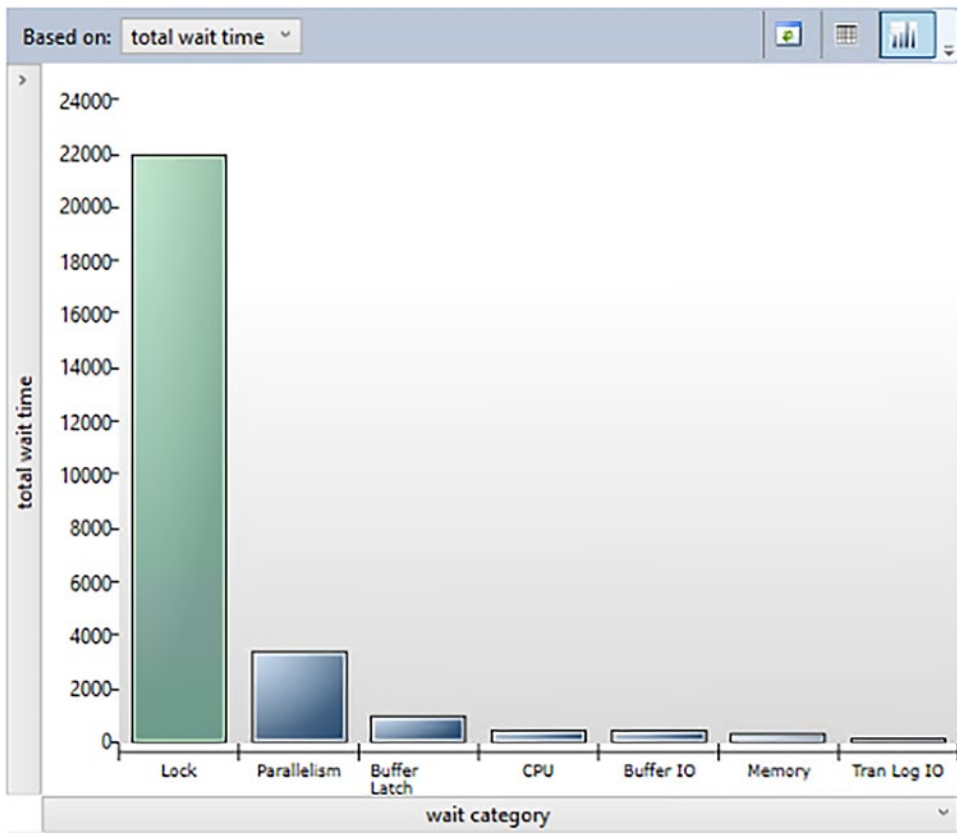 Based on: total wait time
24000
22000
20000
18000
16000
14000
12000
10000
8000
6000
4000
2000
0
total wait time
Lock Parallelism Buffer CPU Buffer IO Memory Tran Log IO
Latch
wait category